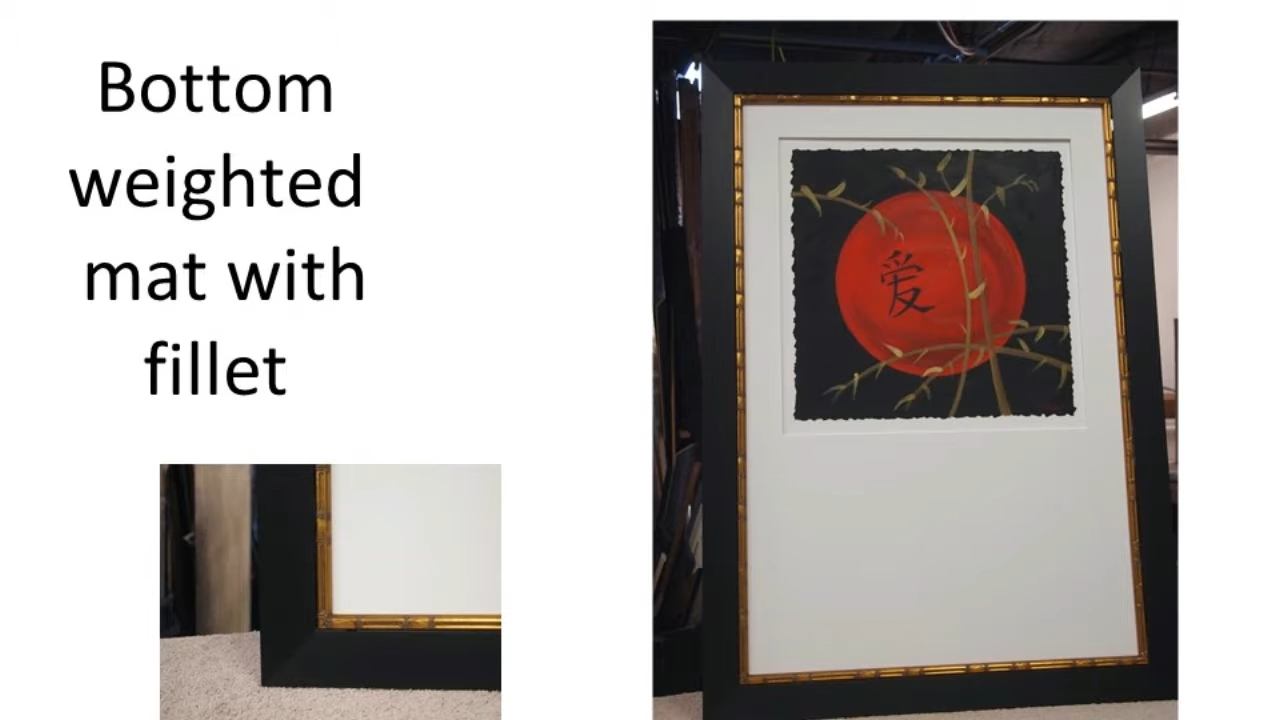 Bottom
weighted
mat with
fillet
爱